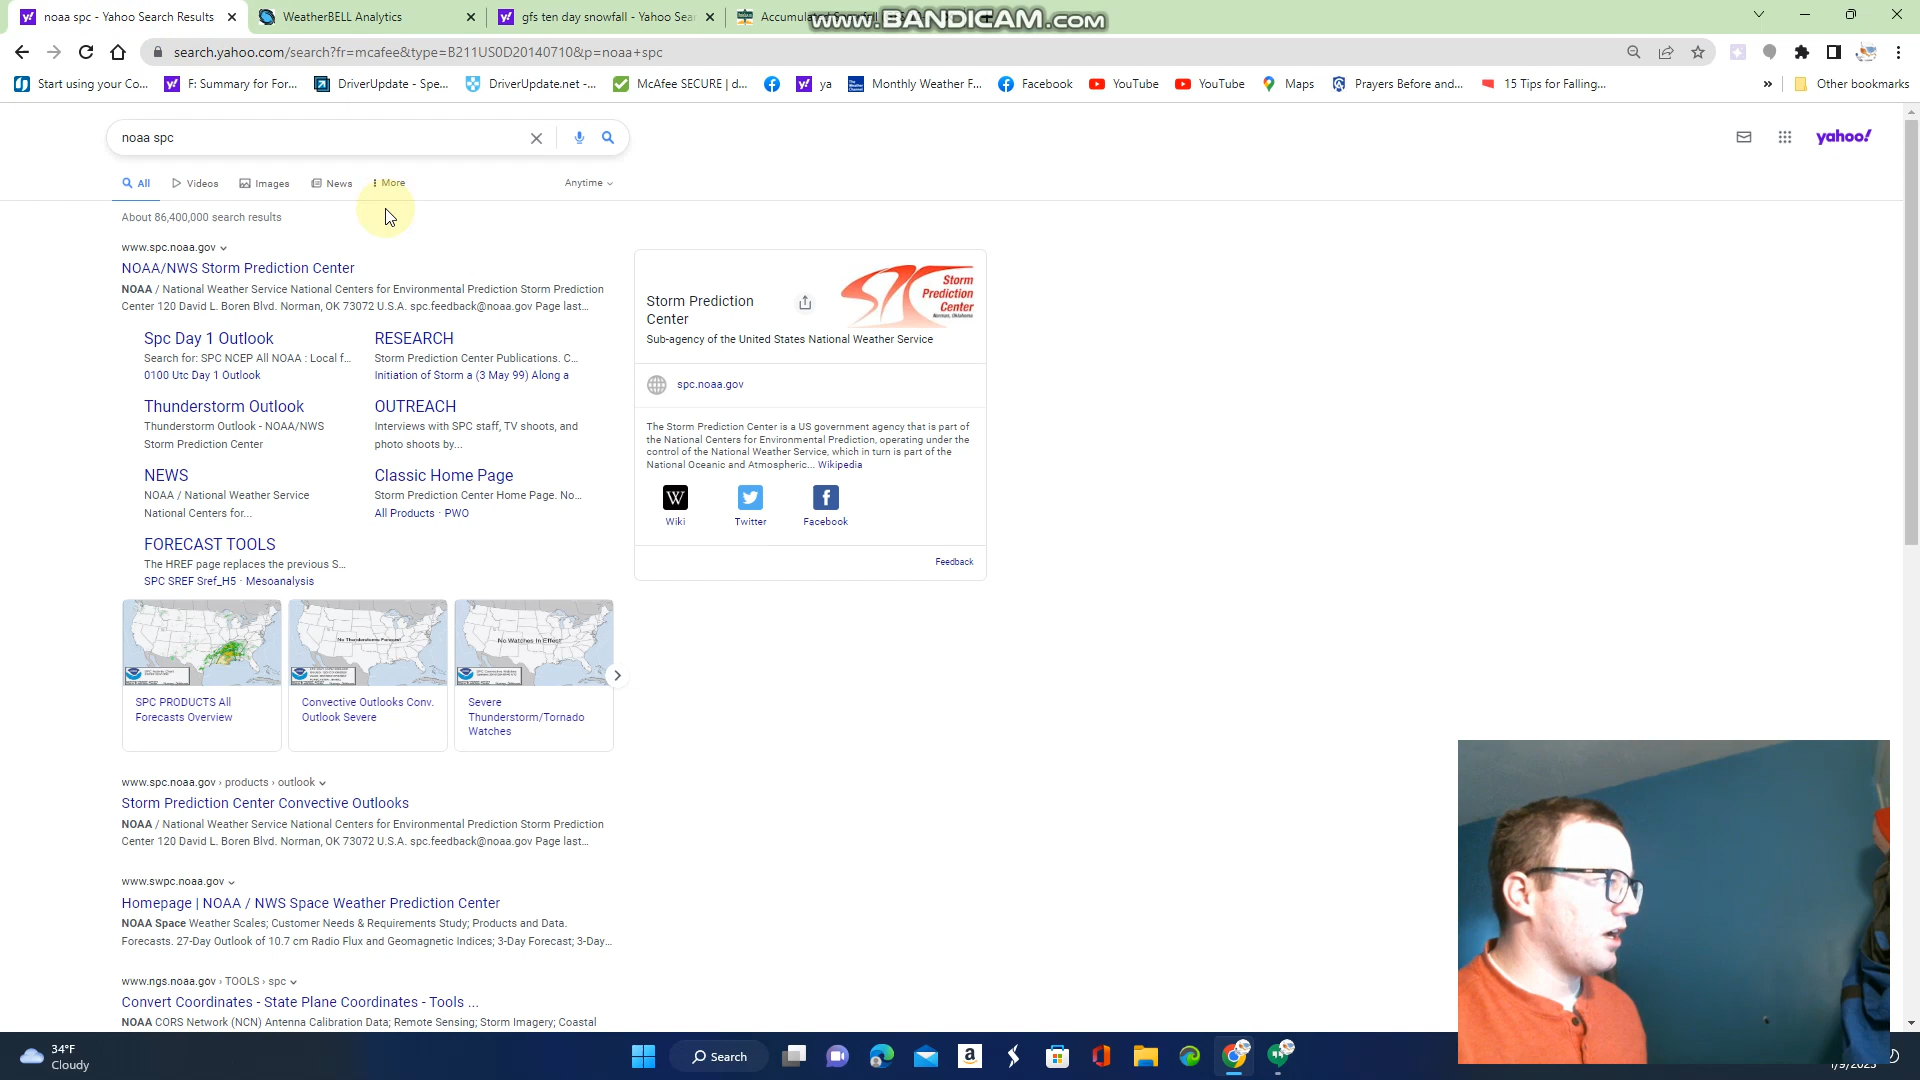 noaa spc - Yahoo Search Results
WeatherBELL Analytics
gfs ten day snowfall - Yahoo Sea
www.BANDICAM.com
search.yahoo.com/search?fr=mcafee&type=B211US0D20140710&p=noaa+spc
Start using your Co...
F: Summary for For...
DriverUpdate - Spe...
DriverUpdate.net -...
McAfee SECURE | d...
ya
Monthly Weather F...
Facebook
YouTube
YouTube
Maps
Prayers Before and...
15 Tips for Falling...
»
Other bookmarks
noaa spc
yahoo!
All
Videos
Images
News
More
Anytime
About 86,400,000 search results
www.spc.noaa.gov
NOAA/NWS Storm Prediction Center
NOAA / National Weather Service National Centers for Environmental Prediction Storm Prediction
Center 120 David L. Boren Blvd. Norman, OK 73072 U.S.A. spc.feedback@noaa.gov Page last...
Spc Day 1 Outlook
Search for: SPC NCEP All NOAA : Local f...
0100 Utc Day 1 Outlook
RESEARCH
Storm Prediction Center Publications. C...
Initiation of Storm a (3 May 99) Along a
Thunderstorm Outlook
Thunderstorm Outlook - NOAA/NWS
Storm Prediction Center
OUTREACH
Interviews with SPC staff, TV shoots, and
photo shoots by...
NEWS
NOAA / National Weather Service
National Centers for...
Classic Home Page
Storm Prediction Center Home Page. No...
All Products · PWO
FORECAST TOOLS
The HREF page replaces the previous S...
SPC SREF Sref_H5 · Mesoanalysis
No Thunderstorms Forecast
No Watches In Effect
SPC PRODUCTS All
Forecasts Overview
Convective Outlooks Conv.
Outlook Severe
Severe
Thunderstorm/Tornado
Watches
www.spc.noaa.gov › products › outlook
Storm Prediction Center Convective Outlooks
NOAA / National Weather Service National Centers for Environmental Prediction Storm Prediction
Center 120 David L. Boren Blvd. Norman, OK 73072 U.S.A. spc.feedback@noaa.gov Page last...
www.swpc.noaa.gov
Homepage | NOAA / NWS Space Weather Prediction Center
NOAA Space Weather Scales; Customer Needs & Requirements Study; Products and Data.
Forecasts. 27-Day Outlook of 10.7 cm Radio Flux and Geomagnetic Indices; 3-Day Forecast; 3-Day...
www.ngs.noaa.gov › TOOLS › spc
Convert Coordinates - State Plane Coordinates - Tools ...
NOAA CORS Network (NCN) Antenna Calibration Data; Remote Sensing; Storm Imagery; Coastal
Storm Prediction
Center
Storm
Prediction
Center
Norman, Oklahoma
Sub-agency of the United States National Weather Service
spc.noaa.gov
The Storm Prediction Center is a US government agency that is part of
the National Centers for Environmental Prediction, operating under the
control of the National Weather Service, which in turn is part of the
National Oceanic and Atmospheric... Wikipedia
W
Wiki
Twitter
Facebook
Feedback
34°F
Cloudy
Search